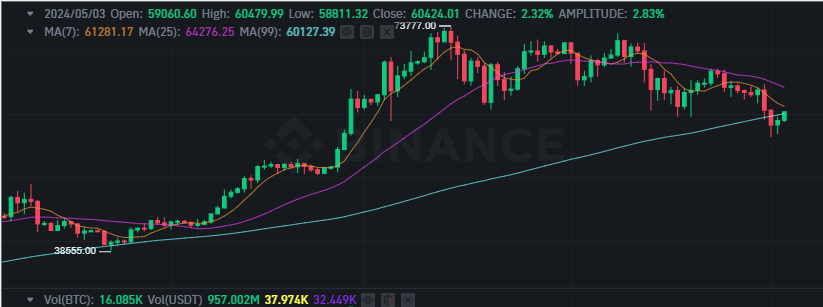 2024/05/03 Open: 59060.60 High: 60479.99 Low: 58811.32 Close: 60424.01 CHANGE: 2.32% AMPLITUDE: 2.83%
MA(7): 61281.17 MA(25): 64276.25 MA(99): 60127.39
73777.00
BINANCE
38555.00
Vol(BTC): 16.085K Vol(USDT) 957.002M 37.974K 32.449K